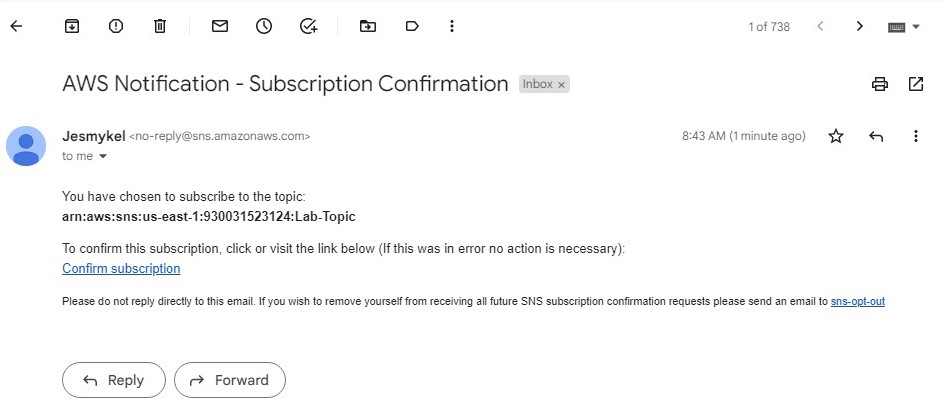 1 of 738
AWS Notification - Subscription Confirmation Inbox x
Jesmykel <no-reply@sns.amazonaws.com> 8:43 AM (1 minute ago)
to me
You have chosen to subscribe to the topic:
arn:aws:sns:us-east-1:930031523124:Lab-Topic
To confirm this subscription, click or visit the link below (If this was in error no action is necessary):
Confirm subscription
Please do not reply directly to this email. If you wish to remove yourself from receiving all future SNS subscription confirmation requests please send an email to sns-opt-out
Reply Forward